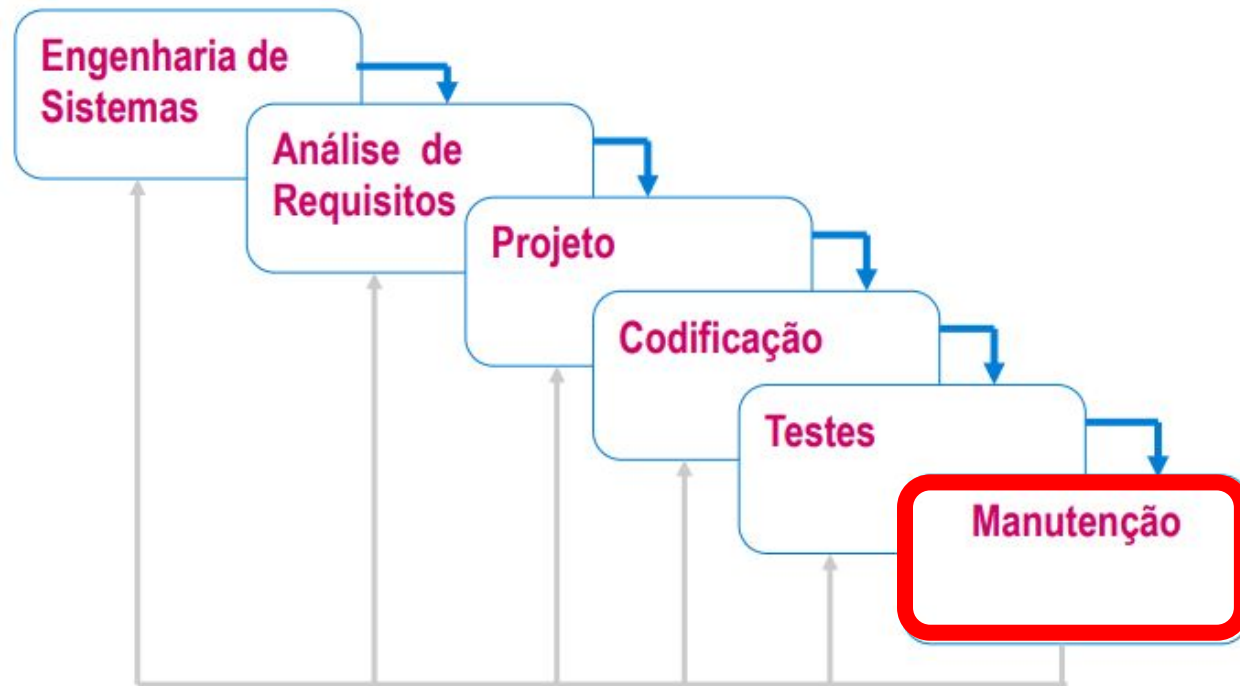 Engenharia de
Sistemas
Análise de
Requisitos
Projeto
Codificação
Testes
Manutenção